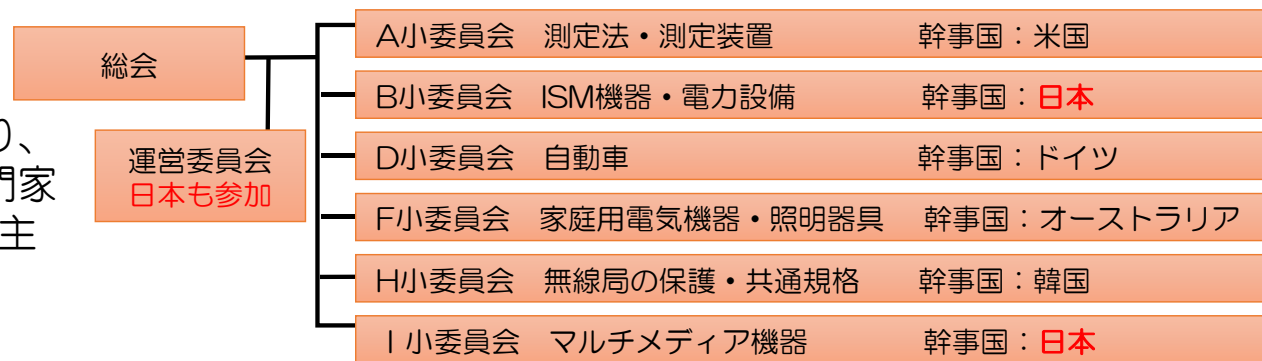 総会
り、
門家
主
運営委員会
日本も参加
A小委員会 測定法・測定装置 幹事国：米国
B小委員会 ISM機器・電力設備 幹事国：日本
D小委員会 自動車 幹事国：ドイツ
F小委員会 家庭用電気機器・照明器具 幹事国：オーストラリア
H小委員会 無線局の保護・共通規格 幹事国：韓国
I小委員会 マルチメディア機器 幹事国：日本